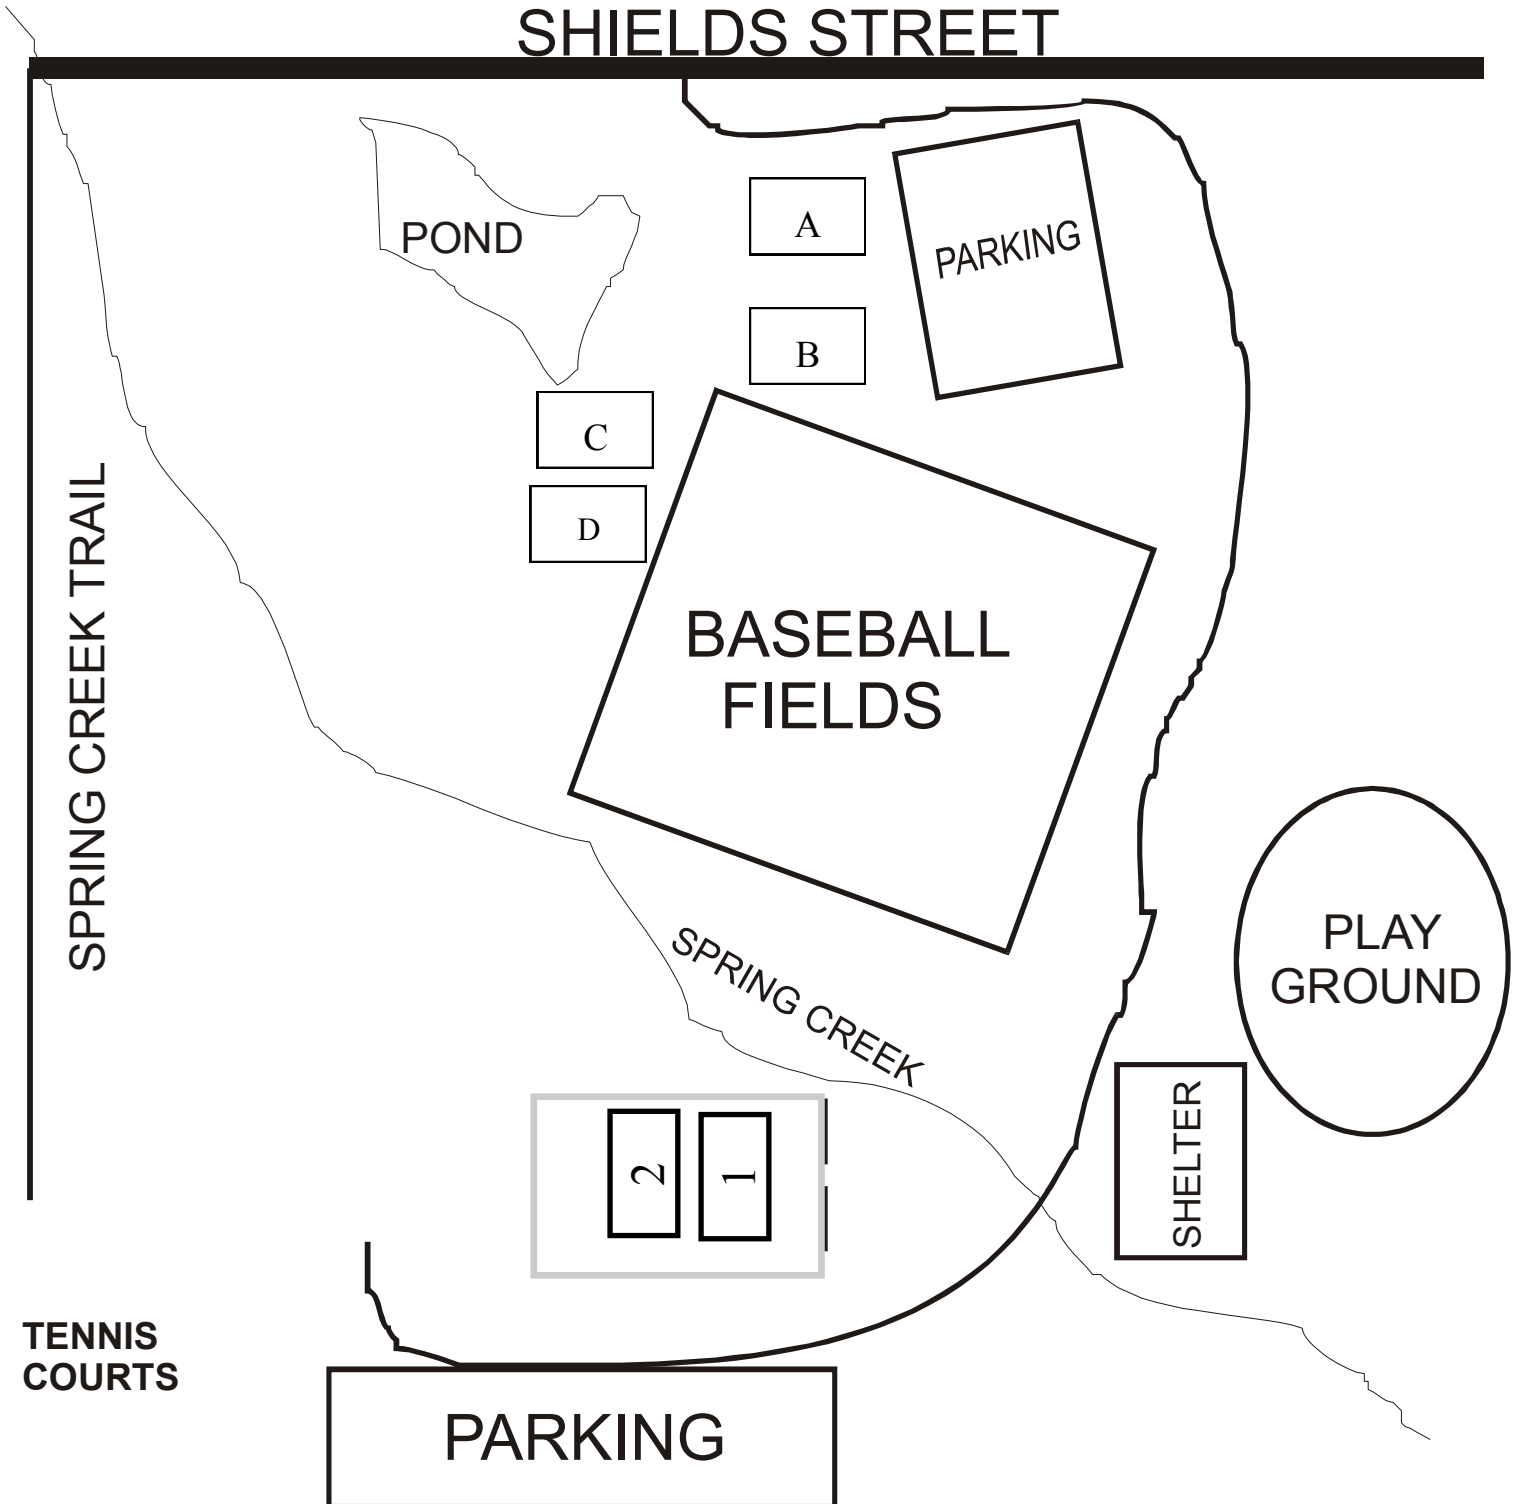 SHIELDS STREET
POND
A
PARKING
B
C
D
SPRING CREEK TRAIL
BASEBALL
FIELDS
PLAY
GROUND
SPRING CREEK
SHELTER
2
1
TENNIS
COURTS
PARKING